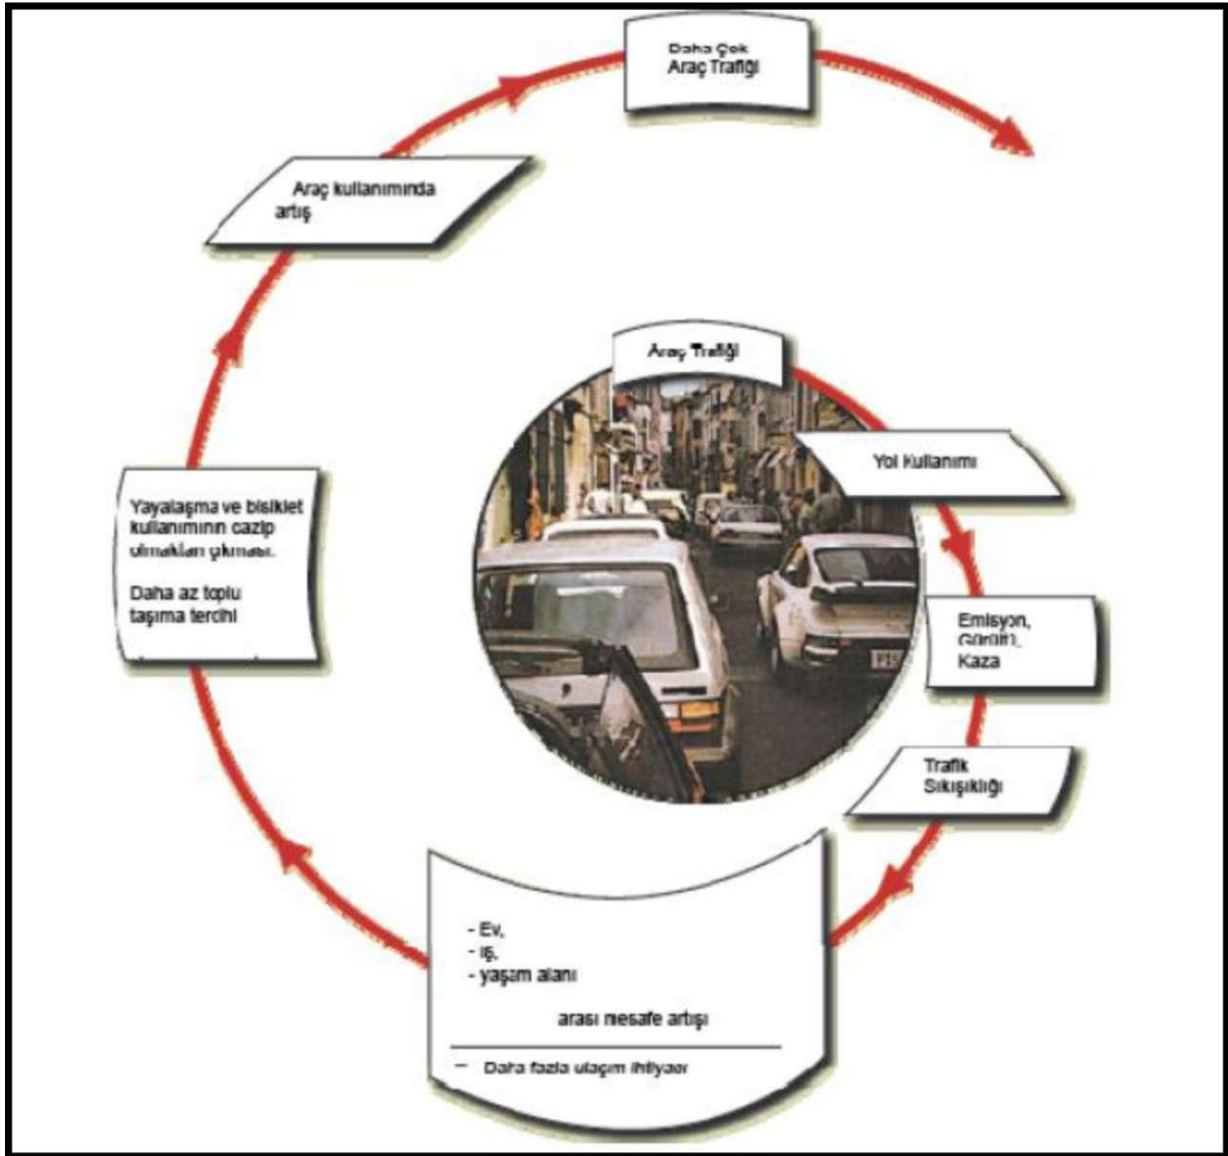 Daha Çok
Araç Trafiği
Araç kullanımında
artış
Araç Trafiği
Yol Kullanımı
Yayalaşma ve bisiklet
kullanımının cazip
olmaktan çıkması.
Daha az toplu
taşıma tercihi
Emisyon,
Gürültü,
Kaza
Trafik
Sıkışıklığı
- Ev,
- iş,
- yaşam alanı
arası mesafe artışı
– Daha fazla ulaşım ihtiyacı